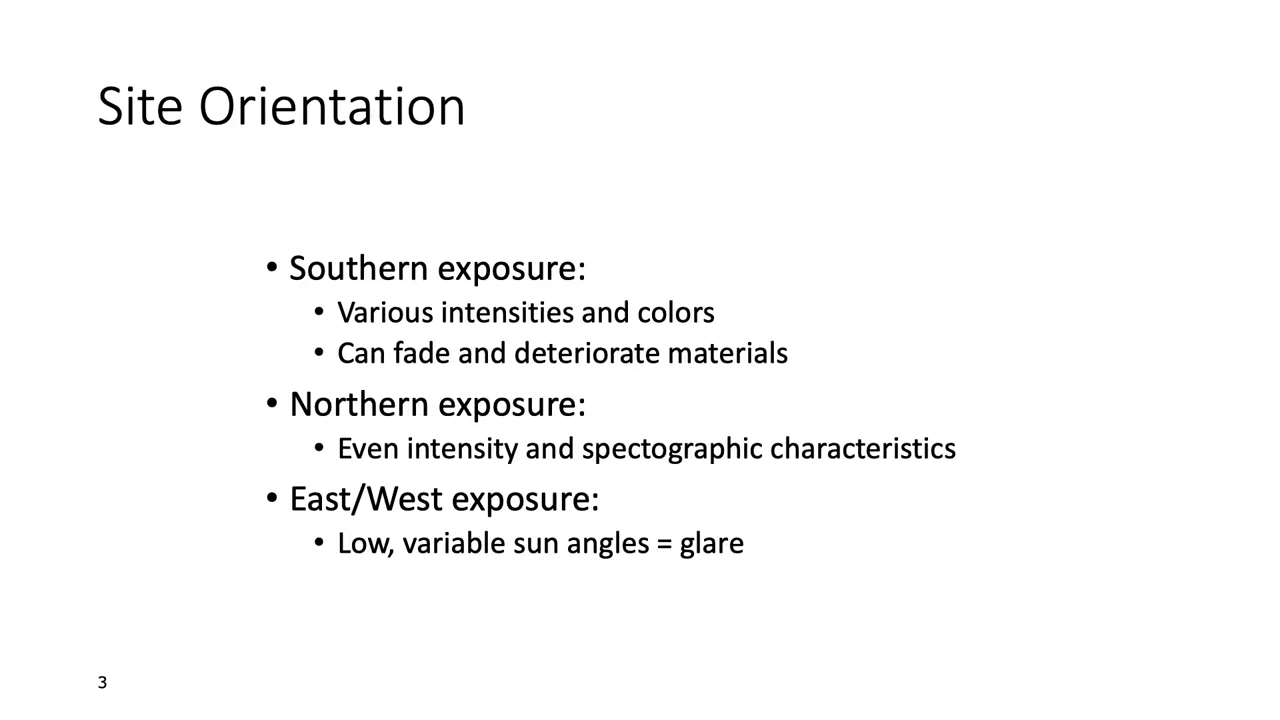 Site Orientation
• Southern exposure:
• Various intensities and colors
• Can fade and deteriorate materials
• Northern exposure:
• Even intensity and spectographic characteristics
• East/West exposure:
• Low, variable sun angles = glare
3